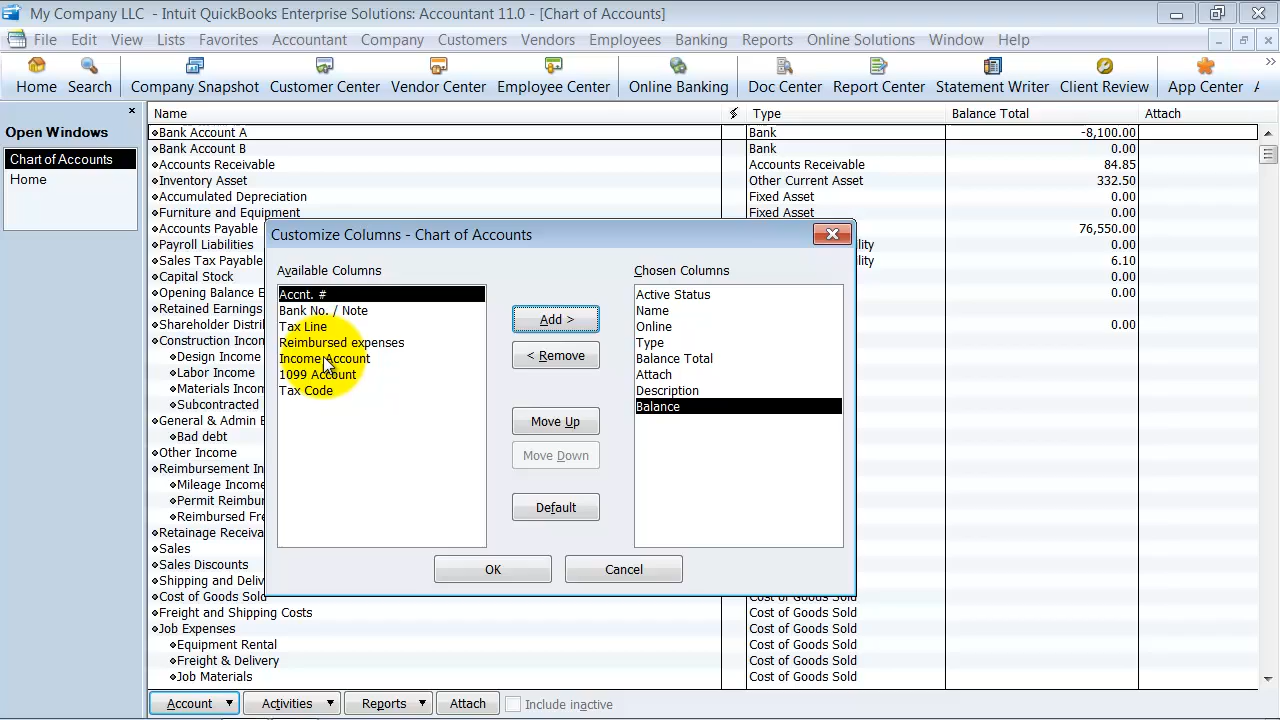 My Company LLC - Intuit QuickBooks Enterprise Solutions: Accountant 11.0 - [Chart of Accounts]
File Edit View Lists Favorites Accountant Company Customers Vendors Employees Banking Reports Online Solutions Window Help
Home Search Company Snapshot Customer Center Vendor Center Employee Center Online Banking Doc Center Report Center Statement Writer Client Review App Center
Open Windows
Chart of Accounts
Home
Name Type Balance Total Attach
Bank Account A Bank -8,100.00
Bank Account B Bank 0.00
Accounts Receivable Accounts Receivable 84.85
Inventory Asset Other Current Asset 332.50
Accumulated Depreciation Fixed Asset 0.00
Furniture and Equipment Fixed Asset 0.00
Accounts Payable 76,550.00
Payroll Liabilities 0.00
Sales Tax Payable 6.10
Capital Stock 0.00
Opening Balance 0.00
Retained Earnings
Shareholder 0.00
Construction
Design Income
Labor Income
Materials
Subcontracted
General & Admin
Bad debt
Other Income
Reimbursement
Mileage Income
Permit
Reimbursed
Retainage
Sales
Sales Discounts
Shipping and
Cost of Goods Sold Cost of Goods Sold
Freight and Shipping Costs Cost of Goods Sold
Job Expenses Cost of Goods Sold
Equipment Rental Cost of Goods Sold
Freight & Delivery Cost of Goods Sold
Job Materials Cost of Goods Sold
Customize Columns - Chart of Accounts
Available Columns
Accnt. #
Bank No. / Note
Tax Line
Reimbursed expenses
Income Account
1099 Account
Tax Code
Add >
< Remove
Move Up
Move Down
Default
Chosen Columns
Active Status
Name
Online
Type
Balance Total
Attach
Description
Balance
OK Cancel
Account Activities Reports Attach Include inactive